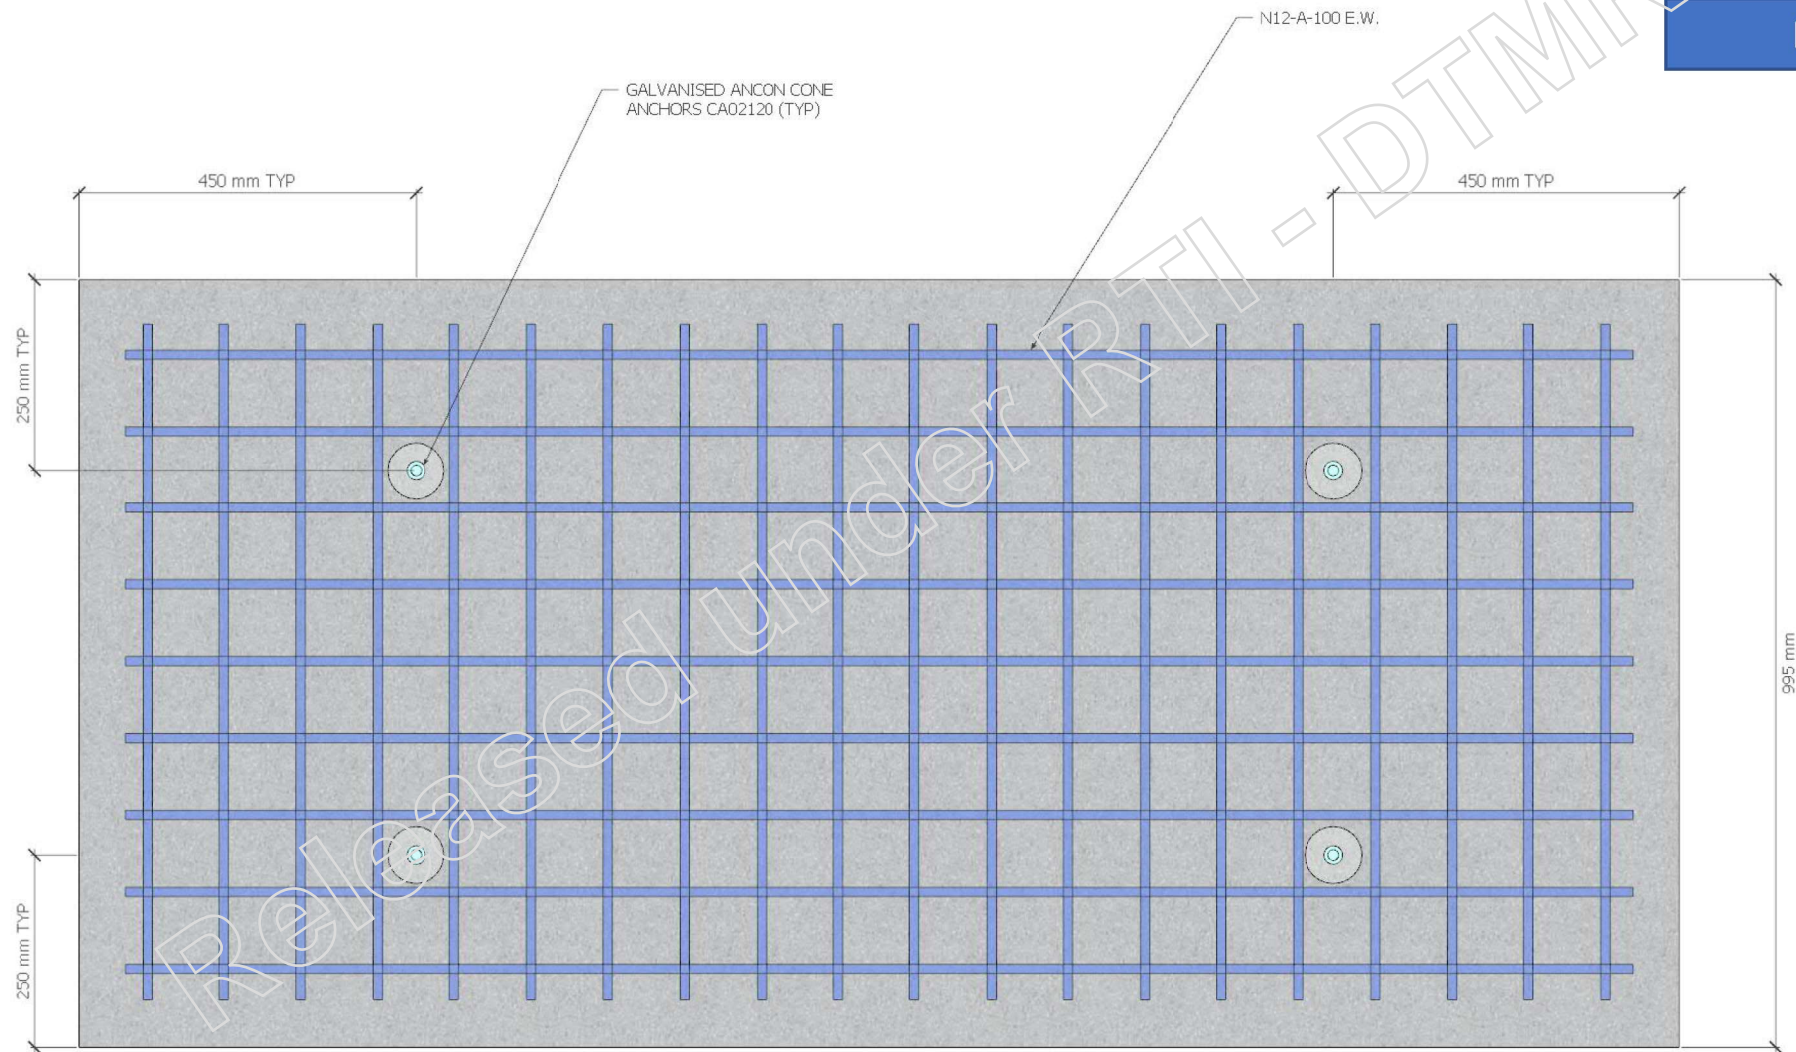 N12-A-100 E.W.
GALVANISED ANCON CONE
ANCHORS CA02120 (TYP)
450 mm TYP
450 mm TYP
250 mm TYP
995 mm
250 mm TYP
Released under RTI - DTMR